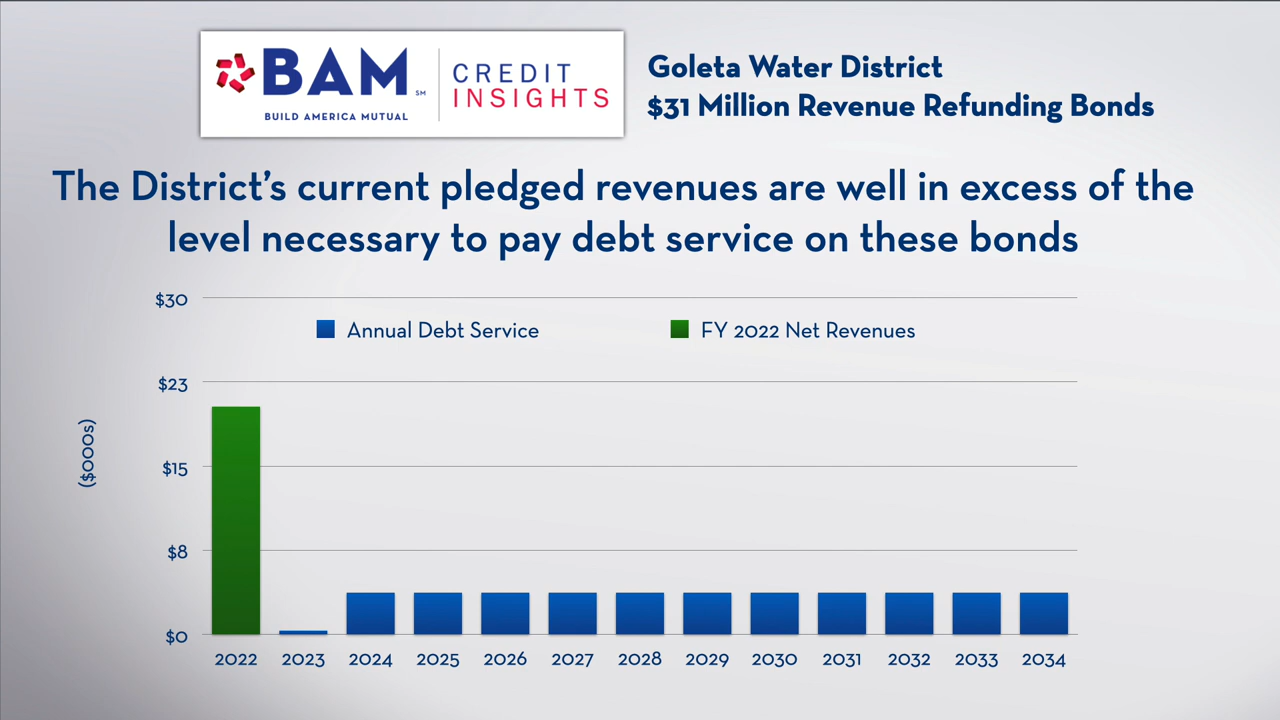 BAM SM
BUILD AMERICA MUTUAL
CREDIT
INSIGHTS
Goleta Water District
$31 Million Revenue Refunding Bonds
The District’s current pledged revenues are well in excess of the
level necessary to pay debt service on these bonds
$30
Annual Debt Service
FY 2022 Net Revenues
$23
($000s)
$15
$8
$0
2022 2023 2024 2025 2026 2027 2028 2029 2030 2031 2032 2033 2034